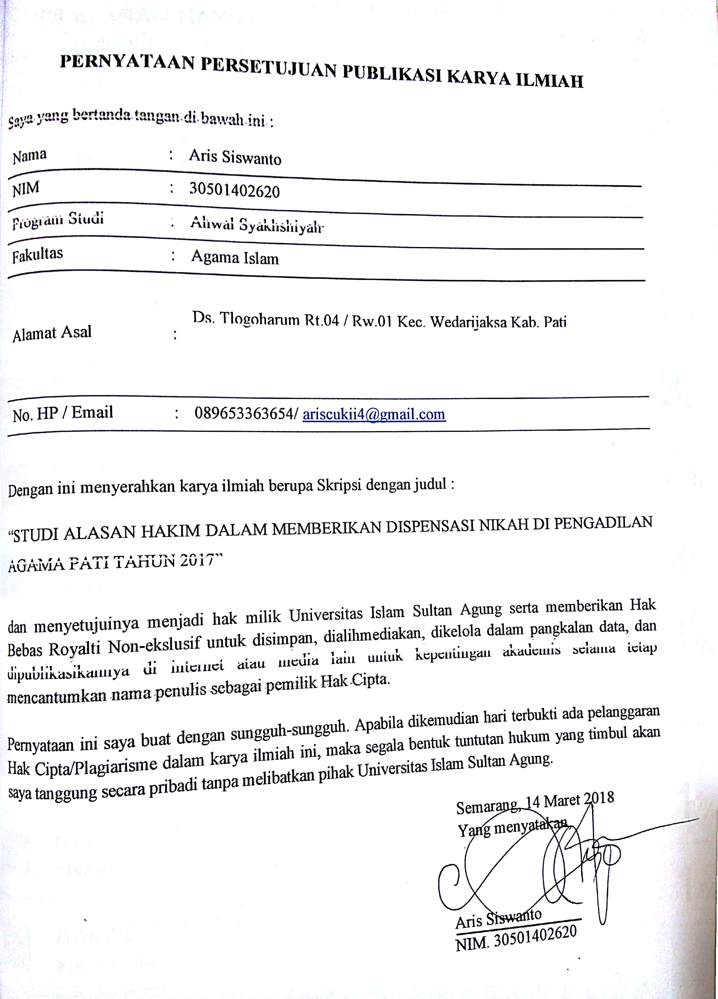 PERNYATAAN PERSETUJUAN PUBLIKASI KARYA ILMIAH
Saya yang bertanda tangan di bawah ini :
Nama : Aris Siswanto
NIM : 30501402620
Program Studi : Ahwal Syakhshiyah
Fakultas : Agama Islam
Alamat Asal : Ds. Tlogoharum Rt.04 / Rw.01 Kec. Wedarijaksa Kab. Pati
No. HP / Email : 089653363654/ ariscukii4@gmail.com
Dengan ini menyerahkan karya ilmiah berupa Skripsi dengan judul :
“STUDI ALASAN HAKIM DALAM MEMBERIKAN DISPENSASI NIKAH DI PENGADILAN
AGAMA PATI TAHUN 2017”
dan menyetujuinya menjadi hak milik Universitas Islam Sultan Agung serta memberikan Hak
Bebas Royalti Non-ekslusif untuk disimpan, dialihmediakan, dikelola dalam pangkalan data, dan
dipublikasikannya di internet atau media lain untuk kepentingan akademis selama tetap
mencantumkan nama penulis sebagai pemilik Hak Cipta.
Pernyataan ini saya buat dengan sungguh-sungguh. Apabila dikemudian hari terbukti ada pelanggaran
Hak Cipta/Plagiarisme dalam karya ilmiah ini, maka segala bentuk tuntutan hukum yang timbul akan
saya tanggung secara pribadi tanpa melibatkan pihak Universitas Islam Sultan Agung.
Semarang, 14 Maret 2018
Yang menyatakan,
Aris Siswanto
NIM. 30501402620